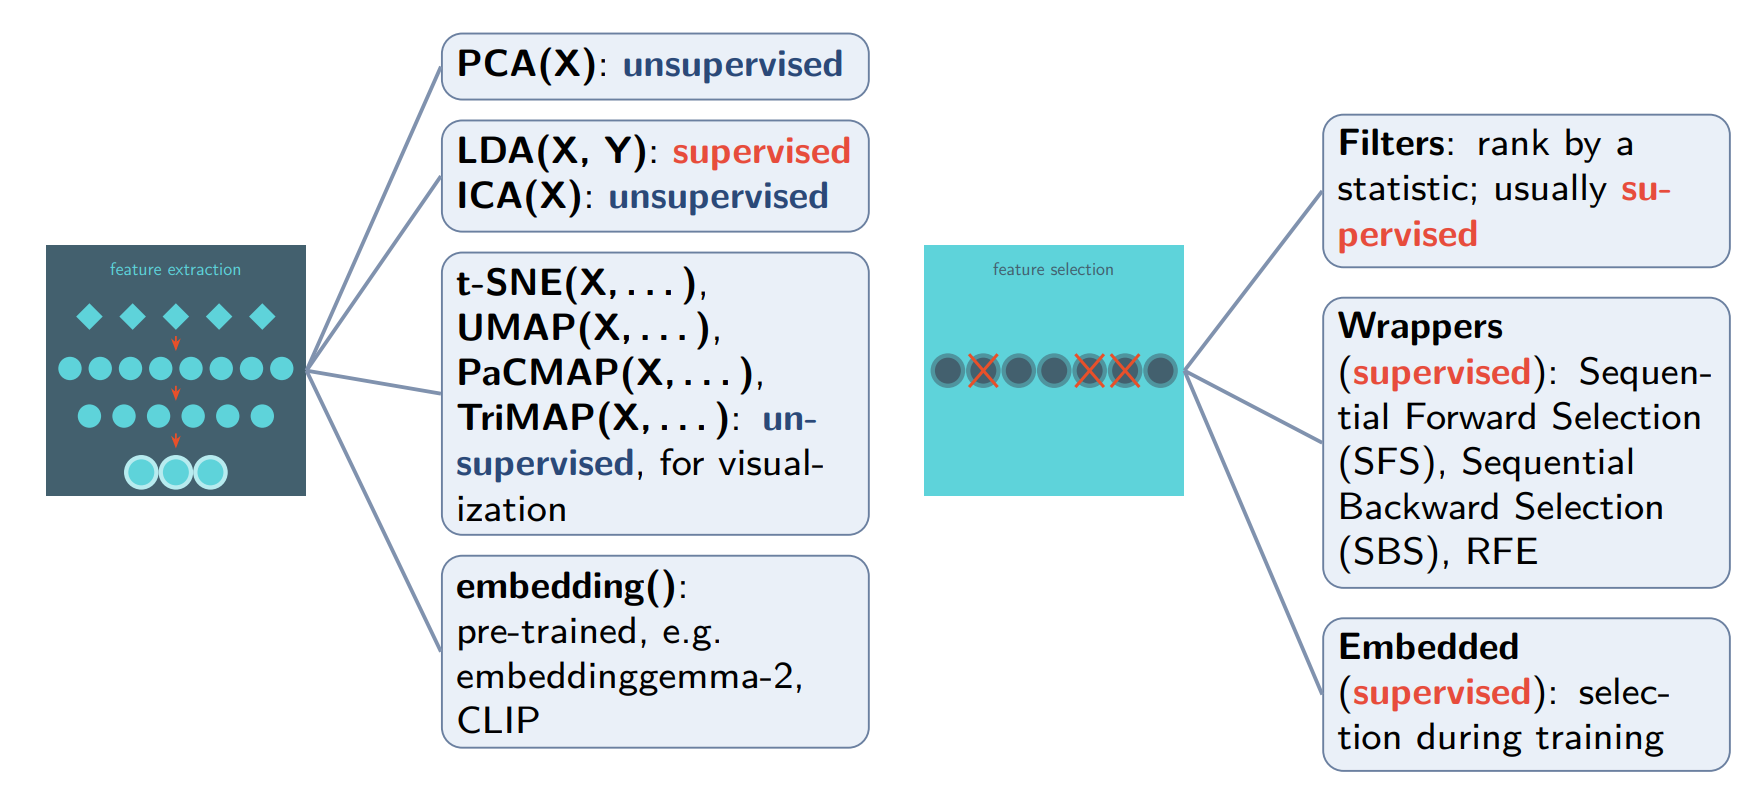 PCA(X): unsupervised
LDA(X, Y): supervised
ICA(X): unsupervised
feature extraction
t-SNE(X, . . . ),
UMAP(X, . . . ),
PaCMAP(X, . . . ),
TriMAP(X, . . . ): un-
supervised, for visual-
ization
embedding():
pre-trained, e.g.
embeddinggemma-2,
CLIP
feature selection
Filters: rank by a
statistic; usually su-
pervised
Wrappers
(supervised): Sequen-
tial Forward Selection
(SFS), Sequential
Backward Selection
(SBS), RFE
Embedded
(supervised): selec-
tion during training